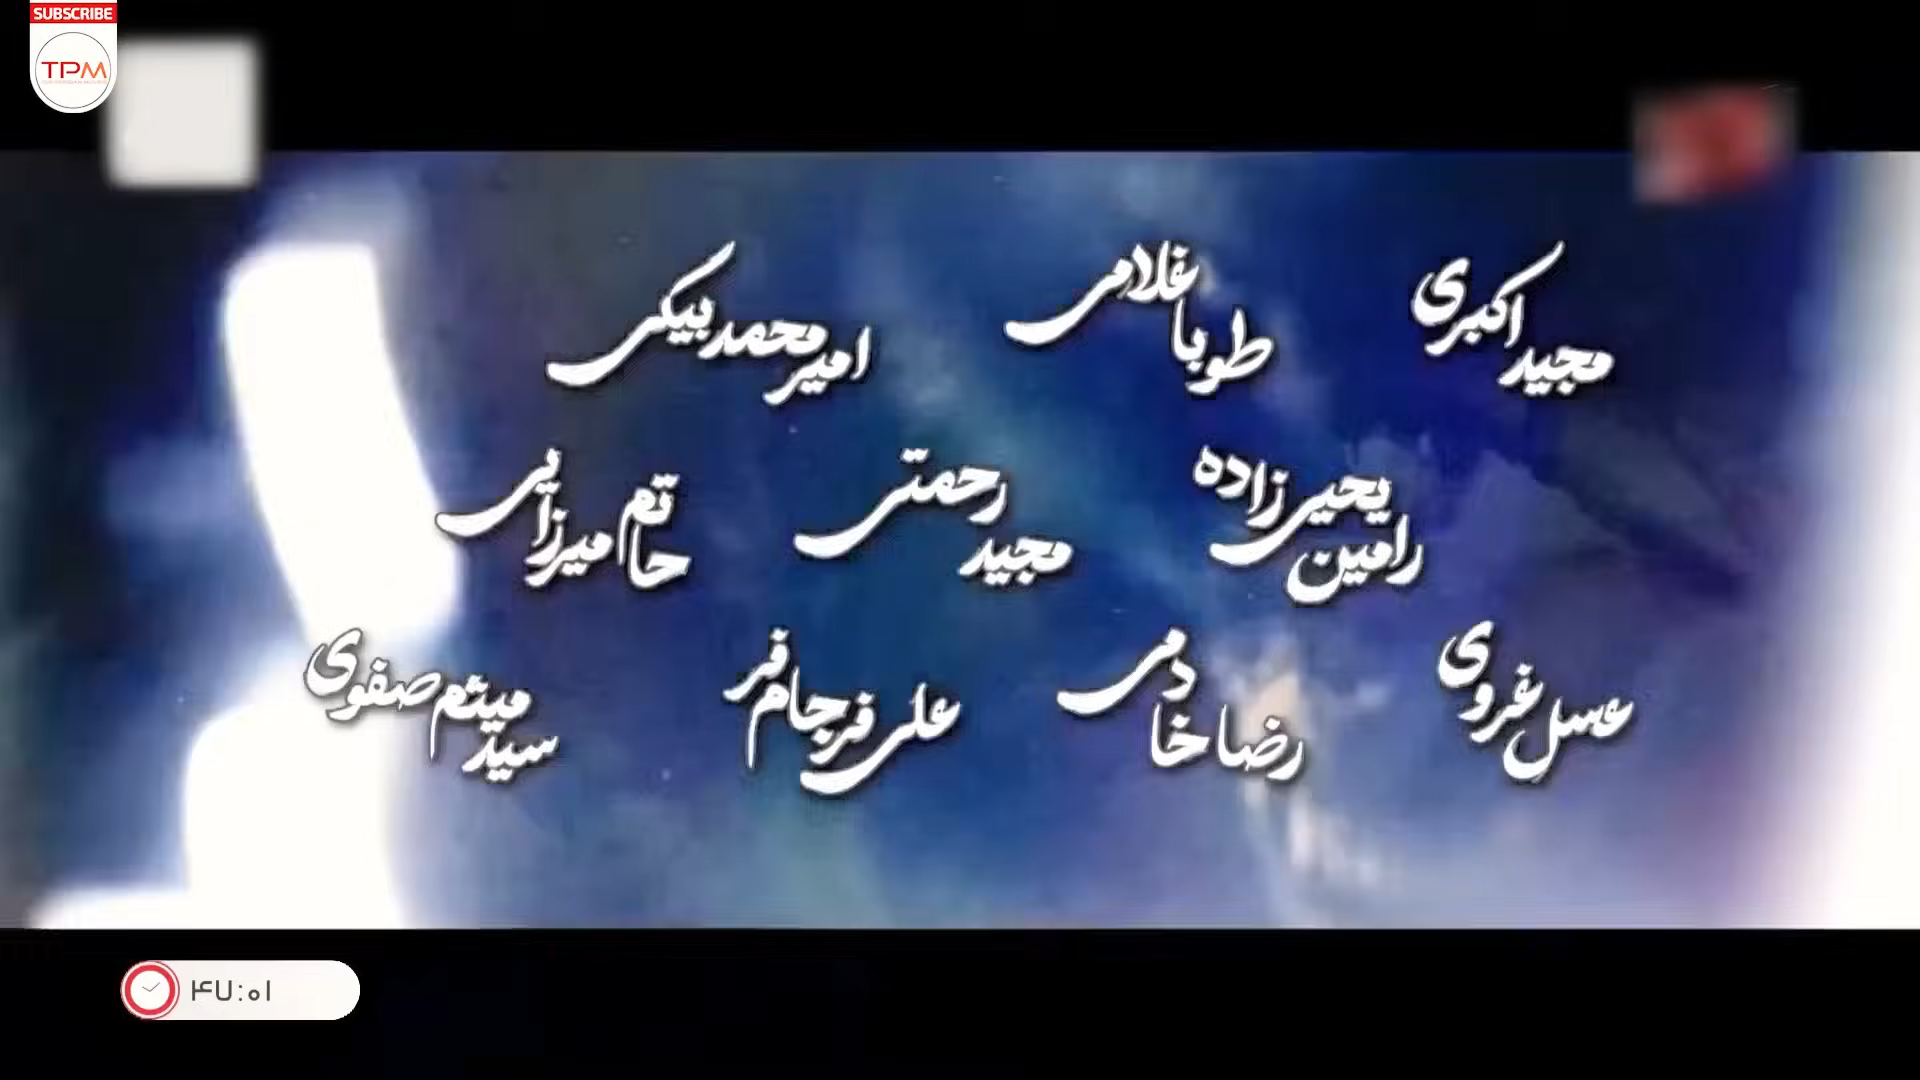 SUBSCRIBE
TPM
مجید اکبری
طوبا غلامی
امیرمحمد بیکی
رامین یحیی زاده
مجید رحمتی
حاتم میرزایی
عسل غروی
رضا خادمی
علی فرجام فر
سید میثم صفوی
۴۷:۰۱